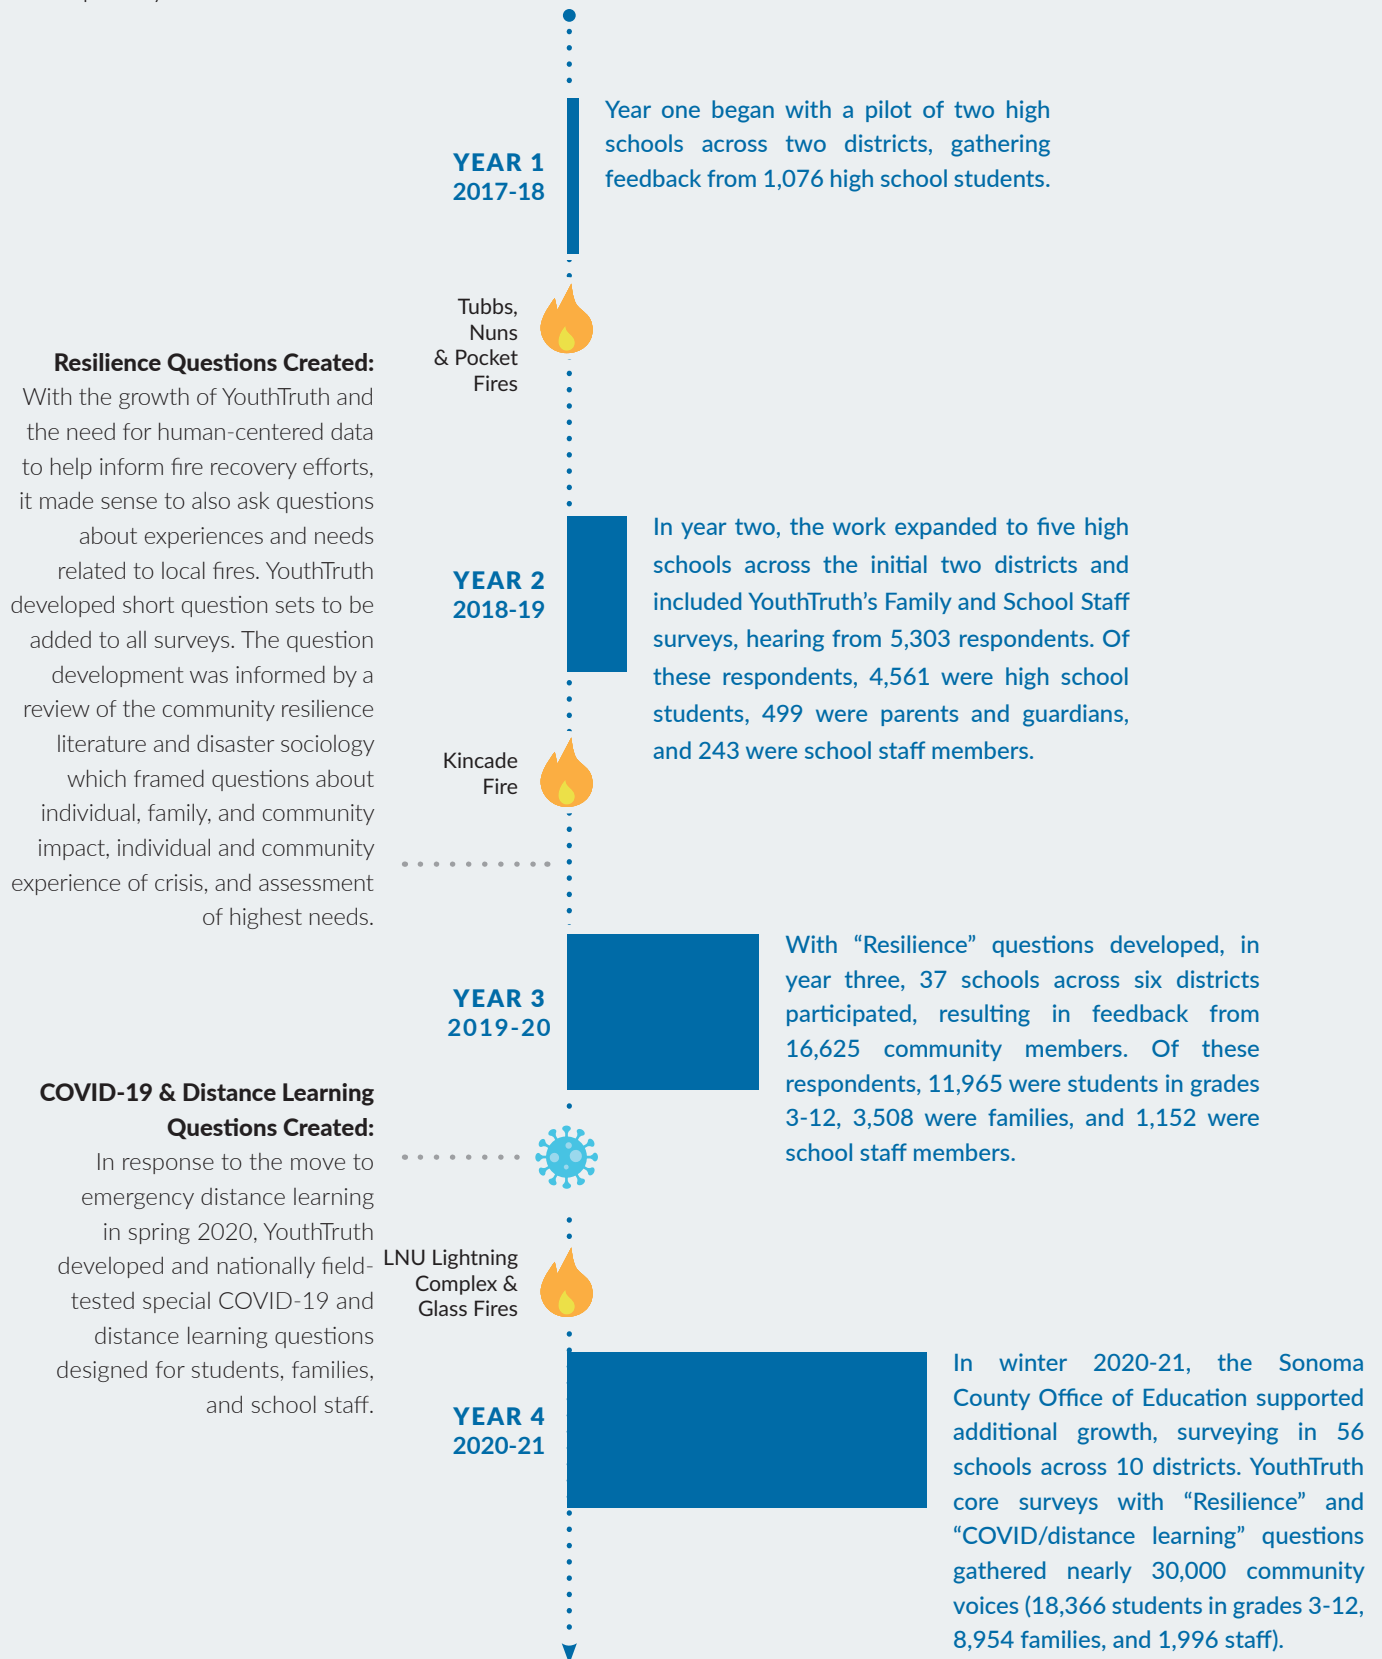 YEAR 1
2017-18
Year one began with a pilot of two high
schools across two districts, gathering
feedback from 1,076 high school students.
Tubbs,
Nuns
& Pocket
Fires
Resilience Questions Created:
With the growth of YouthTruth and
the need for human-centered data
to help inform fire recovery efforts,
it made sense to also ask questions
about experiences and needs
related to local fires. YouthTruth
developed short question sets to be
added to all surveys. The question
development was informed by a
review of the community resilience
literature and disaster sociology
which framed questions about
individual, family, and community
impact, individual and community
experience of crisis, and assessment
of highest needs.
YEAR 2
2018-19
In year two, the work expanded to five high
schools across the initial two districts and
included YouthTruth’s Family and School Staff
surveys, hearing from 5,303 respondents. Of
these respondents, 4,561 were high school
students, 499 were parents and guardians,
and 243 were school staff members.
Kincade
Fire
YEAR 3
2019-20
With “Resilience” questions developed, in
year three, 37 schools across six districts
participated, resulting in feedback from
16,625 community members. Of these
respondents, 11,965 were students in grades
3-12, 3,508 were families, and 1,152 were
school staff members.
COVID-19 & Distance Learning
Questions Created:
In response to the move to
emergency distance learning
in spring 2020, YouthTruth
developed and nationally field-
tested special COVID-19 and
distance learning questions
designed for students, families,
and school staff.
LNU Lightning
Complex &
Glass Fires
YEAR 4
2020-21
In winter 2020-21, the Sonoma
County Office of Education supported
additional growth, surveying in 56
schools across 10 districts. YouthTruth
core surveys with “Resilience” and
“COVID/distance learning” questions
gathered nearly 30,000 community
voices (18,366 students in grades 3-12,
8,954 families, and 1,996 staff).